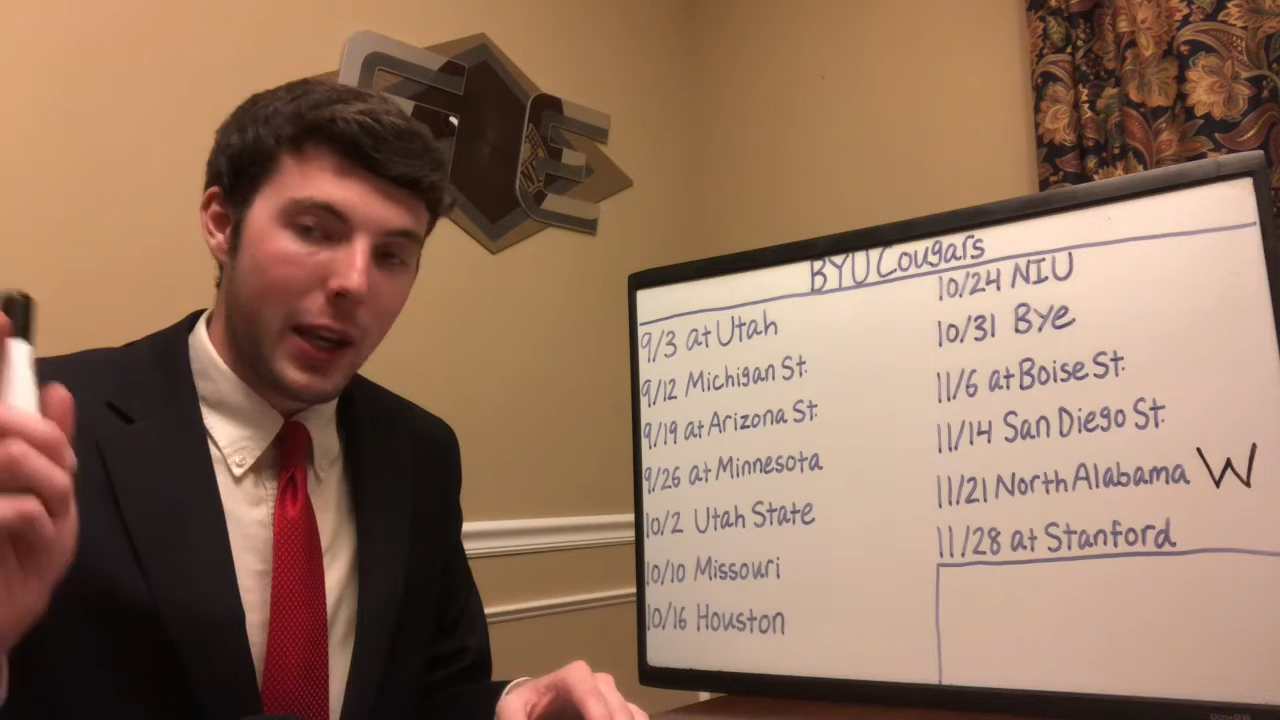 BYU Cougars
9/3 at Utah
9/12 Michigan St.
9/19 at Arizona St.
9/26 at Minnesota
10/2 Utah State
10/10 Missouri
10/16 Houston
10/24 NIU
10/31 Bye
11/6 at Boise St.
11/14 San Diego St.
11/21 North Alabama W
11/28 at Stanford